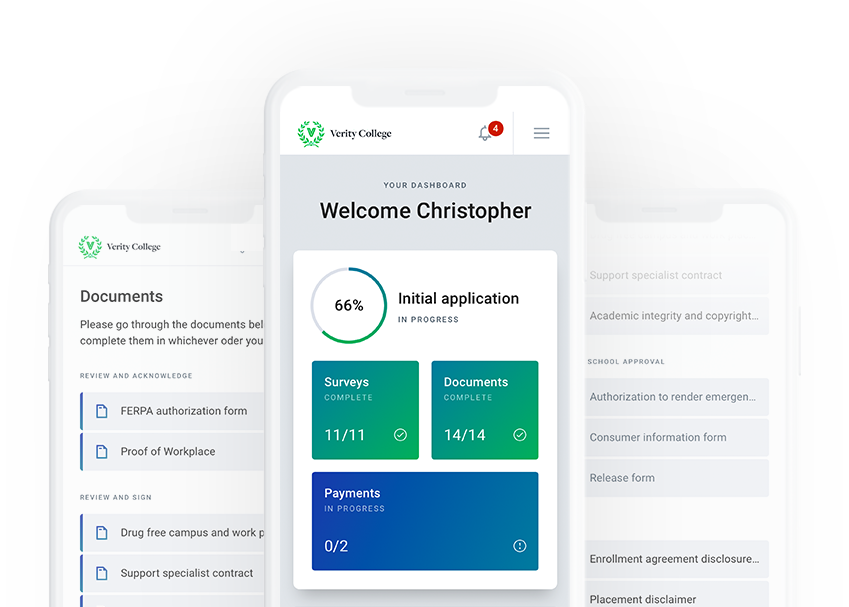 Verity College
Documents
Please go through the documents bel
complete them in whichever oder you
REVIEW AND ACKNOWLEDGE
FERPA authorization form
Proof of Workplace
REVIEW AND SIGN
Drug free campus and work p
Support specialist contract
Verity College
4
YOUR DASHBOARD
Welcome Christopher
66%
Initial application
IN PROGRESS
Surveys
COMPLETE
11/11
Documents
COMPLETE
14/14
Payments
IN PROGRESS
0/2
Support specialist contract
Academic integrity and copyright...
SCHOOL APPROVAL
Authorization to render emergen...
Consumer information form
Release form
Enrollment agreement disclosure...
Placement disclaimer